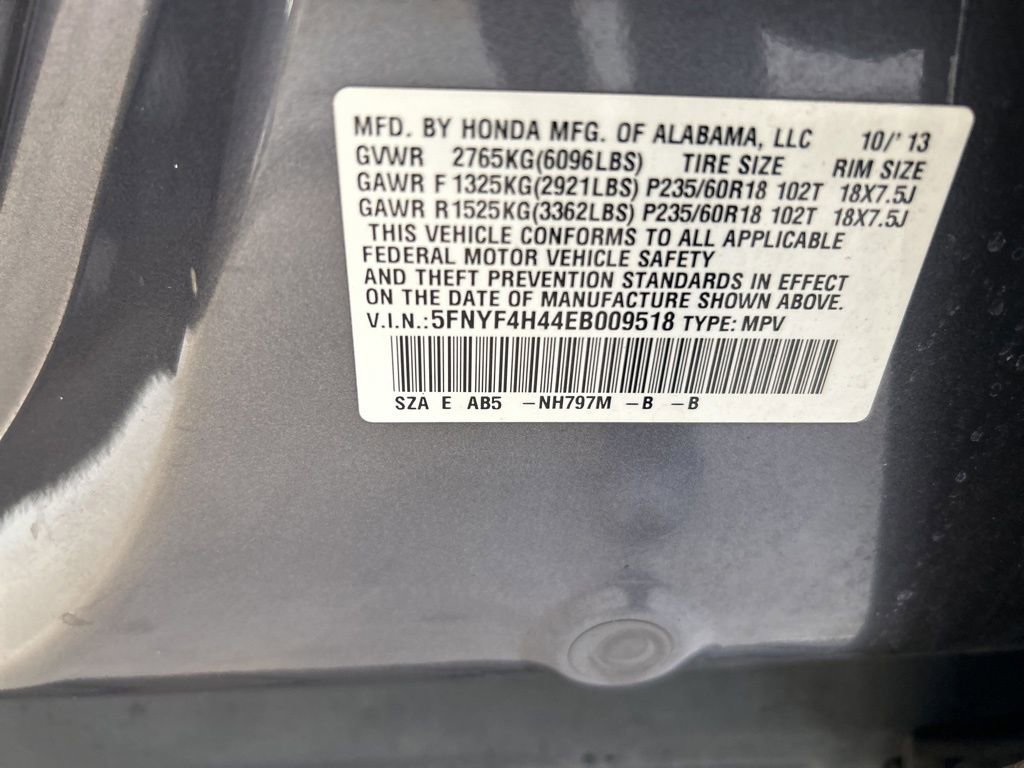 MFD. BY HONDA MFG. OF ALABAMA, LLC 10/'13
GVWR 2765KG(6096LBS) TIRE SIZE RIM SIZE
GAWR F 1325KG(2921LBS) P235/60R18 102T 18X7.5J
GAWR R1525KG(3362LBS) P235/60R18 102T 18X7.5J
THIS VEHICLE CONFORMS TO ALL APPLICABLE
FEDERAL MOTOR VEHICLE SAFETY
AND THEFT PREVENTION STANDARDS IN EFFECT
ON THE DATE OF MANUFACTURE SHOWN ABOVE.
V.I.N.:5FNYF4H44EB009518 TYPE: MPV
SZA E AB5 -NH797M -B -B